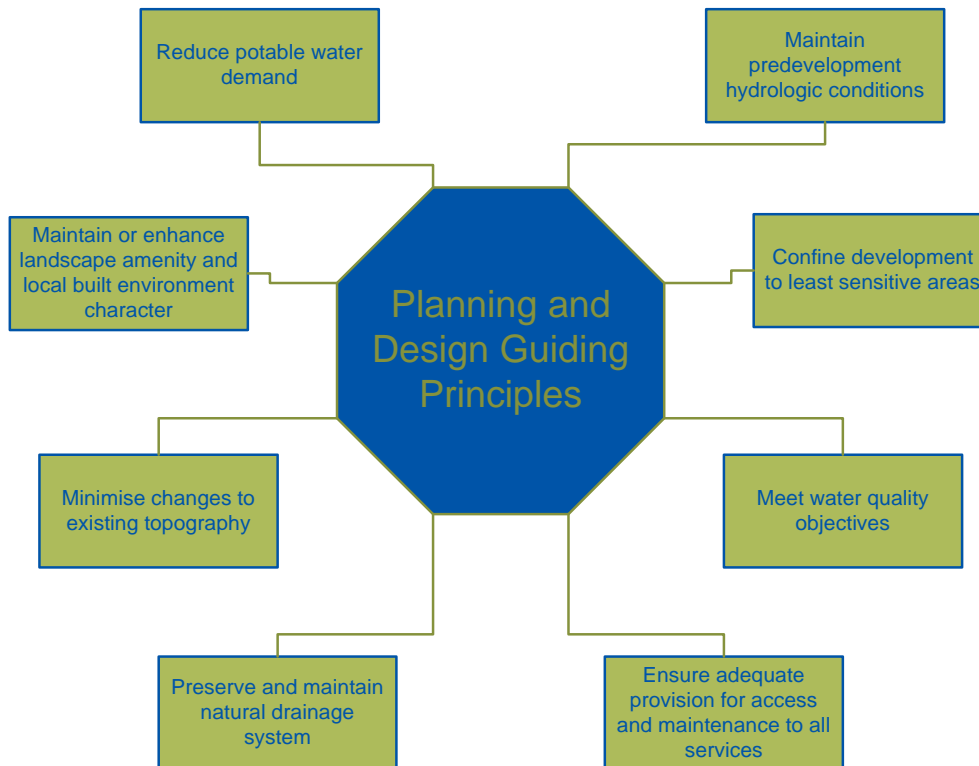 Reduce potable water
demand
Maintain
predevelopment
hydrologic conditions
Maintain or enhance
landscape amenity and
local built environment
character
Confine development
to least sensitive areas
Planning and
Design Guiding
Principles
Minimise changes to
existing topography
Meet water quality
objectives
Preserve and maintain
natural drainage
system
Ensure adequate
provision for access
and maintenance to all
services